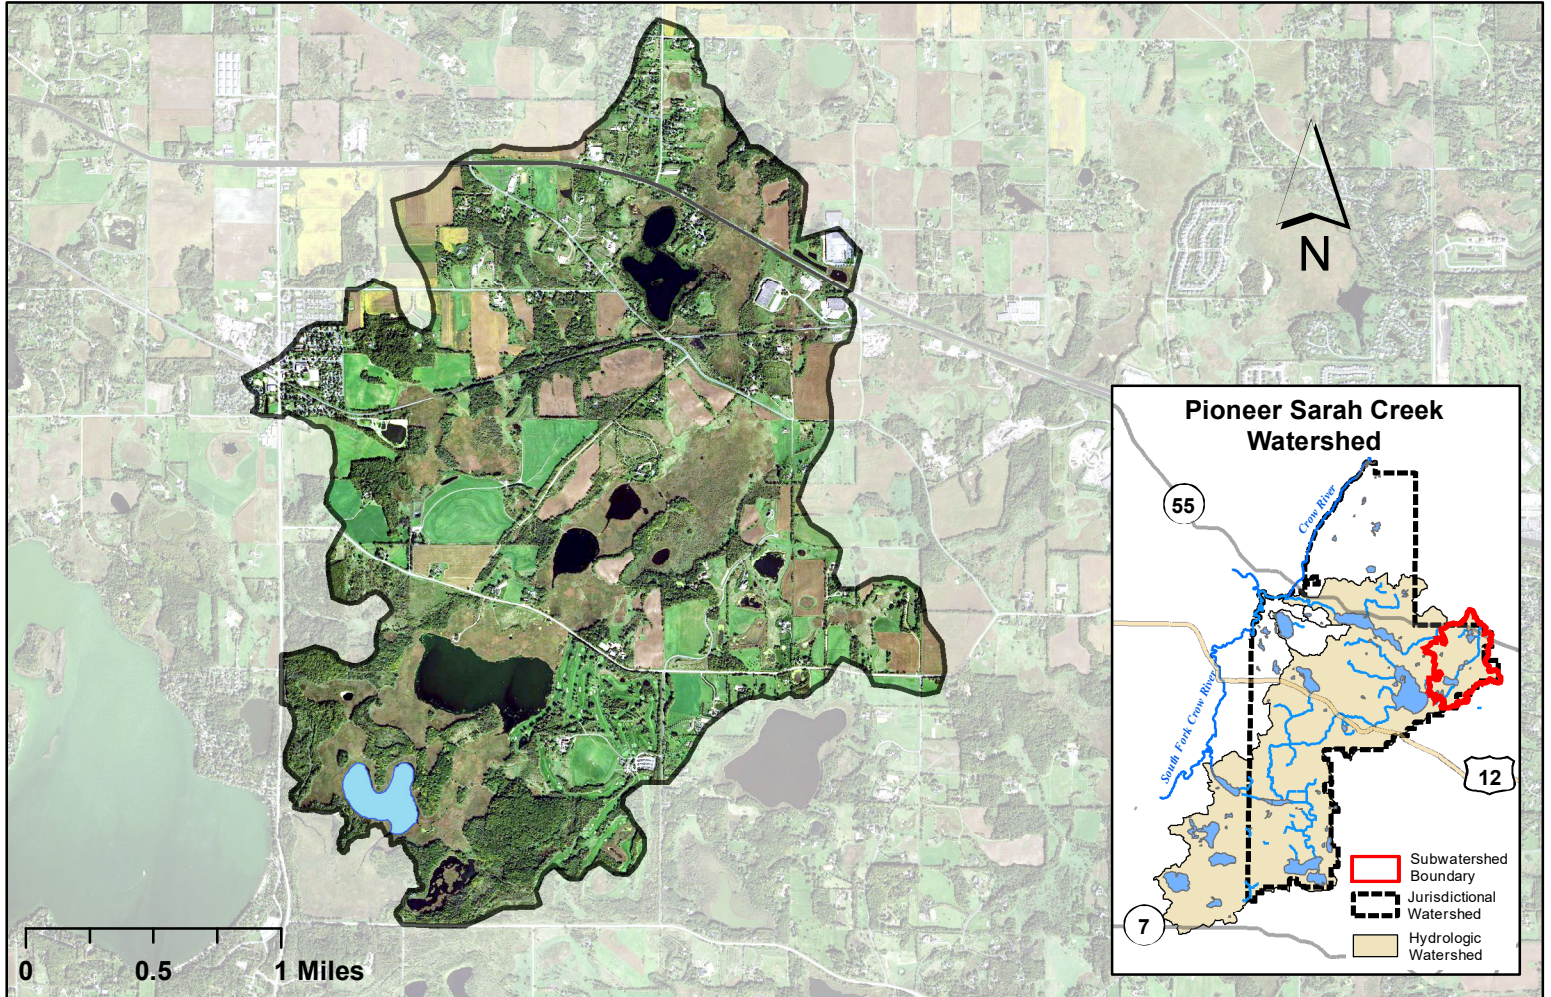 N
0 0.5 1 Miles
Pioneer Sarah Creek
Watershed
55
Crow River
South Fork Crow River
12
7
Subwatershed
Boundary
Jurisdictional
Watershed
Hydrologic
Watershed